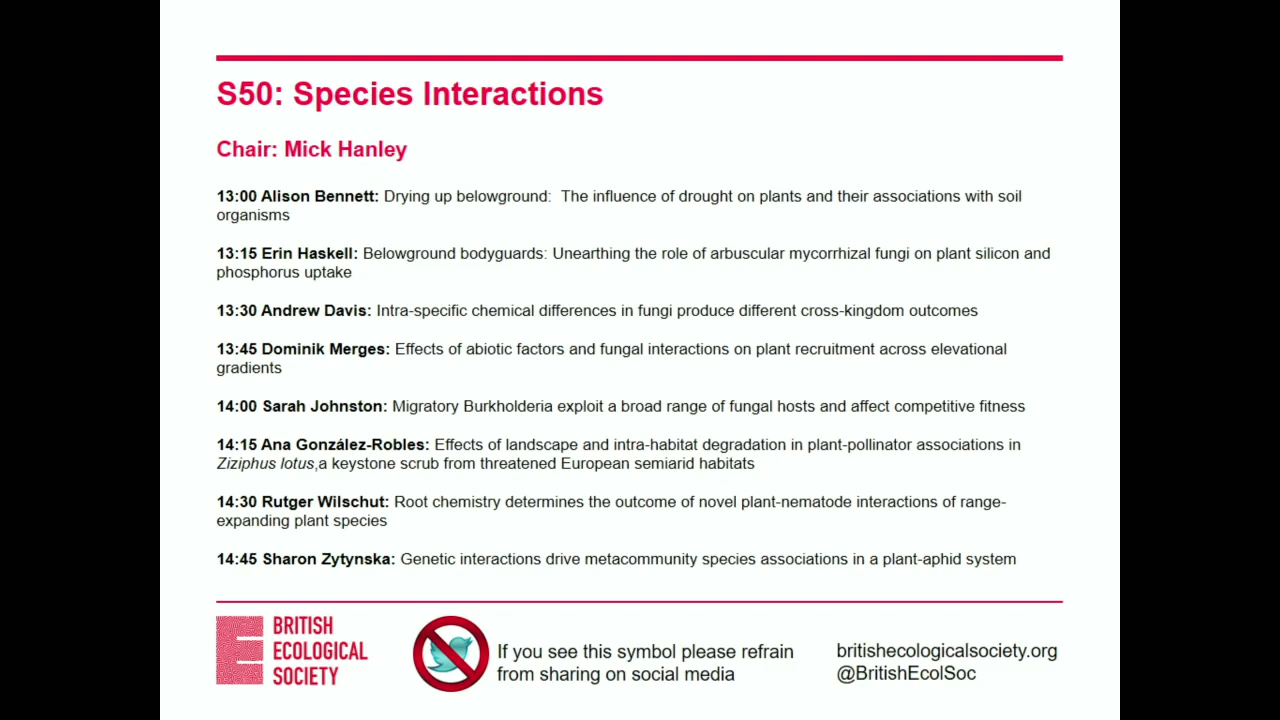 S50: Species Interactions
Chair: Mick Hanley
13:00 Alison Bennett: Drying up belowground:  The influence of drought on plants and their associations with soil
organisms
13:15 Erin Haskell: Belowground bodyguards: Unearthing the role of arbuscular mycorrhizal fungi on plant silicon and
phosphorus uptake
13:30 Andrew Davis: Intra-specific chemical differences in fungi produce different cross-kingdom outcomes
13:45 Dominik Merges: Effects of abiotic factors and fungal interactions on plant recruitment across elevational
gradients
14:00 Sarah Johnston: Migratory Burkholderia exploit a broad range of fungal hosts and affect competitive fitness
14:15 Ana González-Robles: Effects of landscape and intra-habitat degradation in plant-pollinator associations in
Ziziphus lotus,a keystone scrub from threatened European semiarid habitats
14:30 Rutger Wilschut: Root chemistry determines the outcome of novel plant-nematode interactions of range-
expanding plant species
14:45 Sharon Zytynska: Genetic interactions drive metacommunity species associations in a plant-aphid system
BRITISH
ECOLOGICAL
SOCIETY
If you see this symbol please refrain
from sharing on social media
britishecologicalsociety.org
@BritishEcolSoc